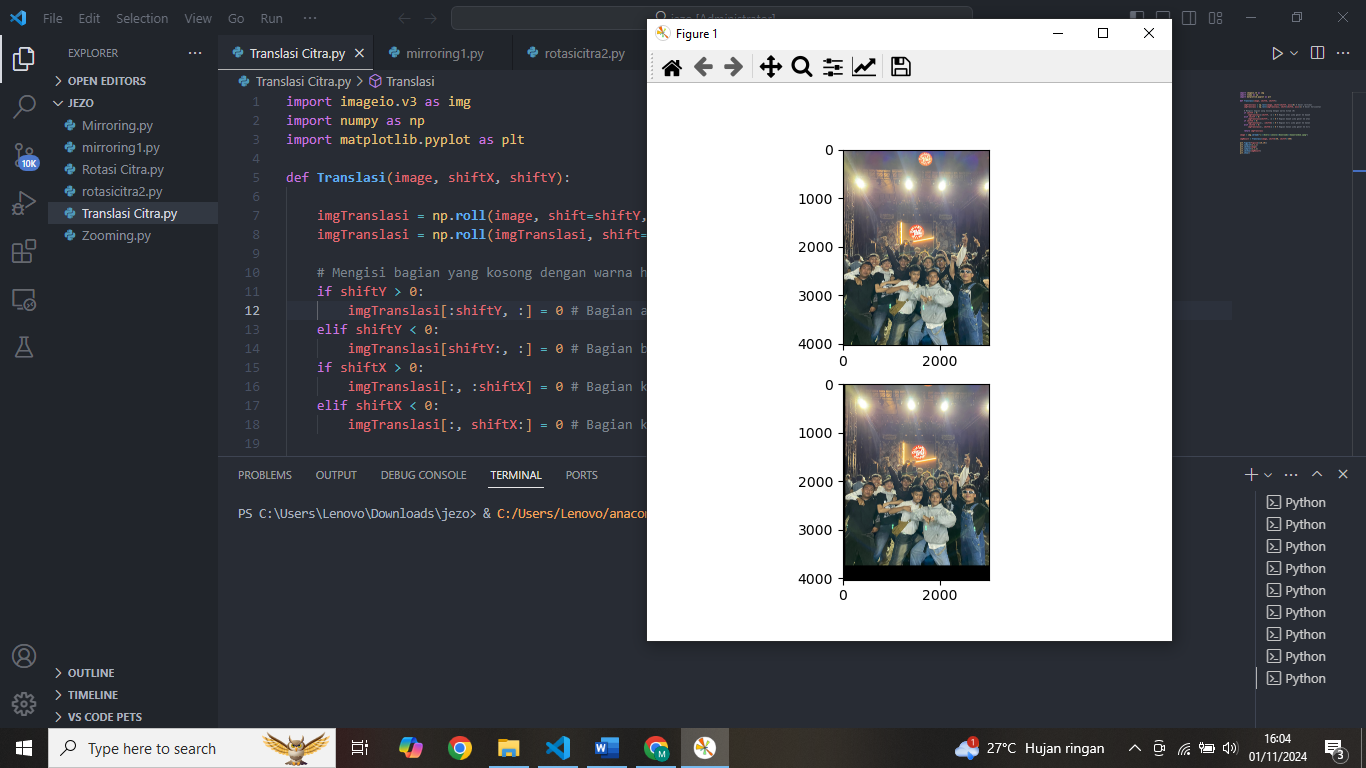 File Edit Selection View Go Run ···
jezo [Administrator]
Figure 1
EXPLORER
OPEN EDITORS
JEZO
Mirroring.py
mirroring1.py
Rotasi Citra.py
rotasicitra2.py
Translasi Citra.py
Zooming.py
10K
OUTLINE
TIMELINE
VS CODE PETS
Translasi Citra.py mirroring1.py rotasicitra2.py
Translasi Citra.py > Translasi
1 import imageio.v3 as img
2 import numpy as np
3 import matplotlib.pyplot as plt
4
5 def Translasi(image, shiftX, shiftY):
6
7 imgTranslasi = np.roll(image, shift=shiftY,
8 imgTranslasi = np.roll(imgTranslasi, shift=
9
10 # Mengisi bagian yang kosong dengan warna h
11 if shiftY > 0:
12 imgTranslasi[:shiftY, :] = 0 # Bagian a
13 elif shiftY < 0:
14 imgTranslasi[shiftY:, :] = 0 # Bagian b
15 if shiftX > 0:
16 imgTranslasi[:, :shiftX] = 0 # Bagian k
17 elif shiftX < 0:
18 imgTranslasi[:, shiftX:] = 0 # Bagian k
19
0
1000
2000
3000
4000
0 2000
0
1000
2000
3000
4000
0 2000
PROBLEMS OUTPUT DEBUG CONSOLE TERMINAL PORTS
PS C:\Users\Lenovo\Downloads\jezo> & C:/Users/Lenovo/anacon
Python
Python
Python
Python
Python
Python
Python
Python
Python
Type here to search
1
27°C Hujan ringan
16:04
01/11/2024
3